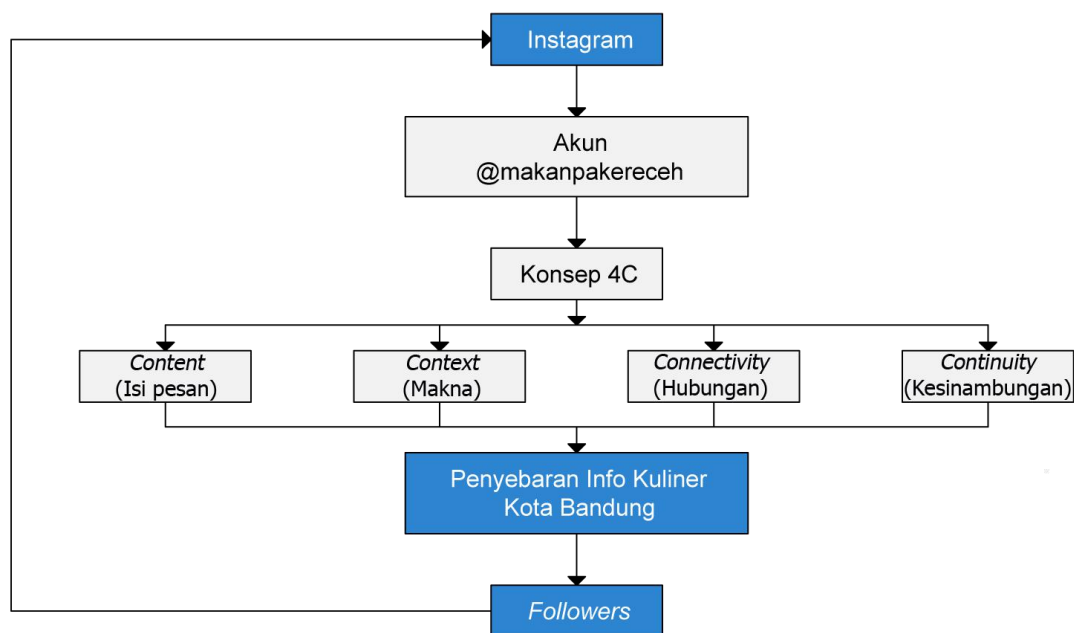 Instagram
Akun
@makanpakereceh
Konsep 4C
Content
(Isi pesan)
Context
(Makna)
Connectivity
(Hubungan)
Continuity
(Kesinambungan)
Penyebaran Info Kuliner
Kota Bandung
Followers